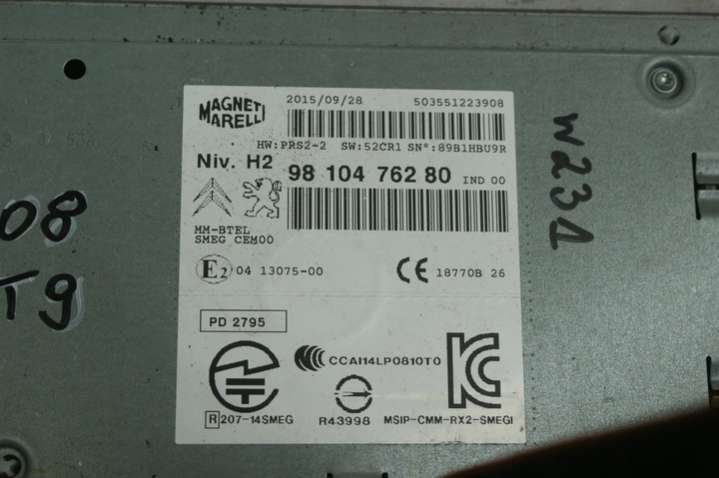 MAGNETI
MARELLI
2015/09/28
503551223908
HW:PRS2-2 SW:52CR1 SN°:89B1HBU9R
Niv. H2
98 104 762 80 IND 00
MM-BTEL
SMEG CEM00
E2 04 13075-00
CE 18770B 26
PD 2795
CCAI14LP0810T0
R 207-14SMEG
R43998
MSIP-CMM-RX2-SMEGI
08
T9